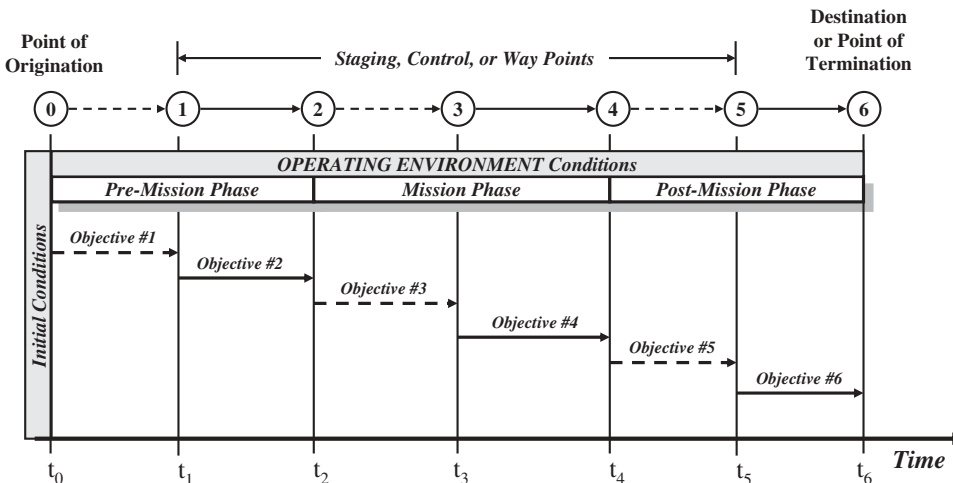 Point of
Origination
Staging, Control, or Way Points
Destination
or Point of
Termination
0
1
2
3
4
5
6
OPERATING ENVIRONMENT Conditions
Pre-Mission Phase
Mission Phase
Post-Mission Phase
Initial Conditions
Objective #1
Objective #2
Objective #3
Objective #4
Objective #5
Objective #6
t0
t1
t2
t3
t4
t5
t6
Time